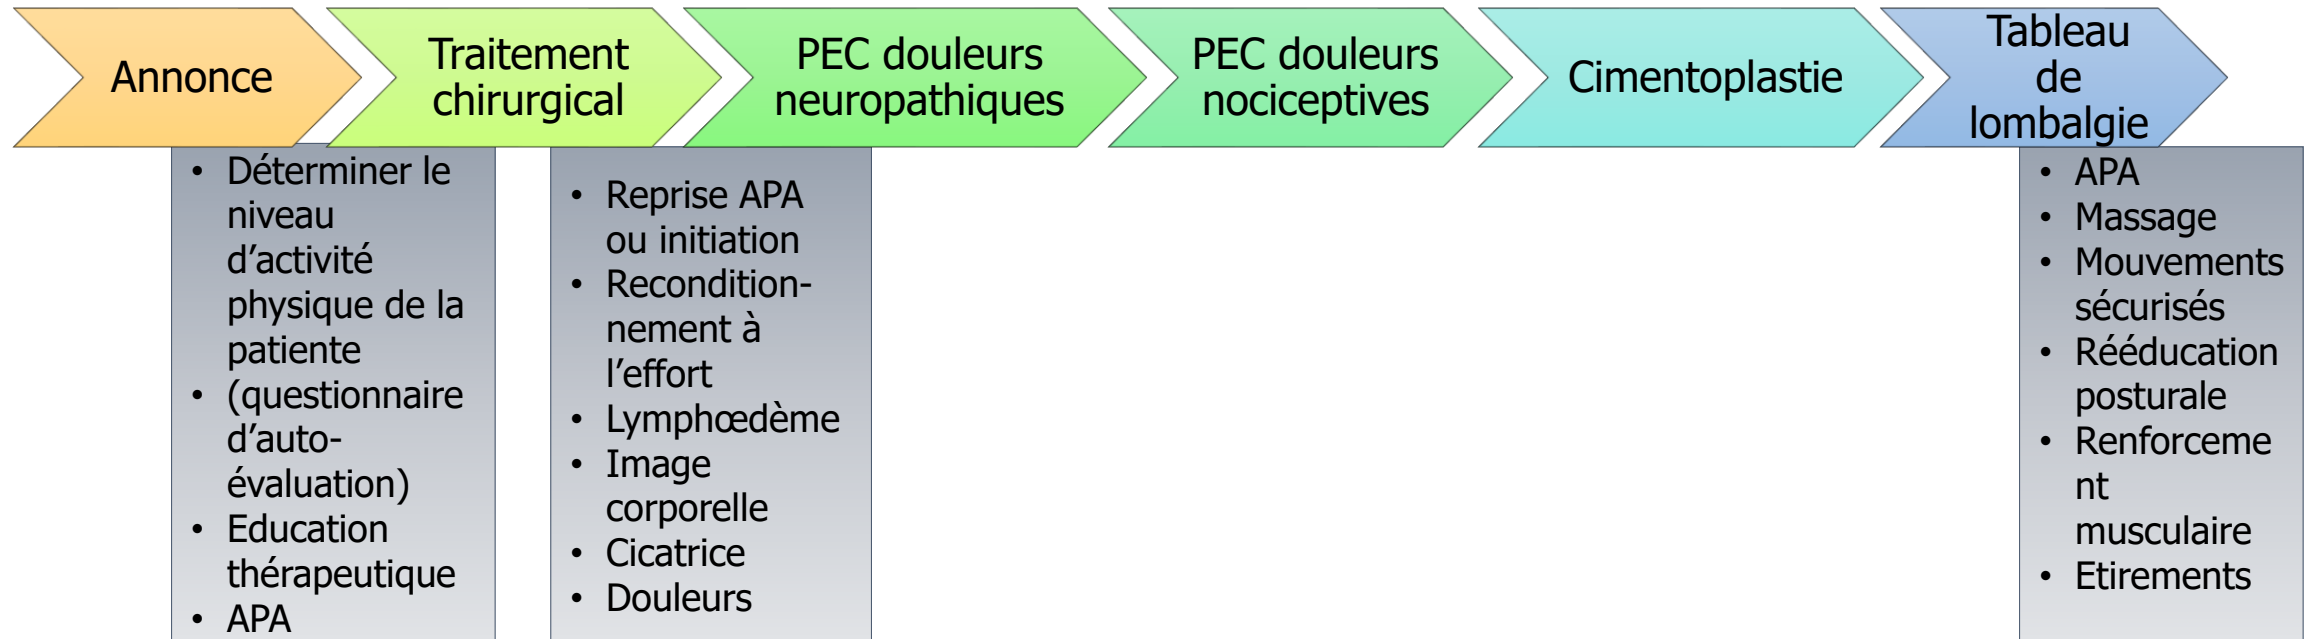 Annonce
Traitement
chirurgical
PEC douleurs
neuropathiques
PEC douleurs
nociceptives
Cimentoplastie
Tableau
de
lombalgie
• Déterminer le
niveau
d’activité
physique de la
patiente
• (questionnaire
d’auto-
évaluation)
• Education
thérapeutique
• APA
• Reprise APA
ou initiation
• Recondition-
nement à
l’effort
• Lymphœdème
• Image
corporelle
• Cicatrice
• Douleurs
• APA
• Massage
• Mouvements
sécurisés
• Rééducation
posturale
• Renforceme
nt
musculaire
• Etirements